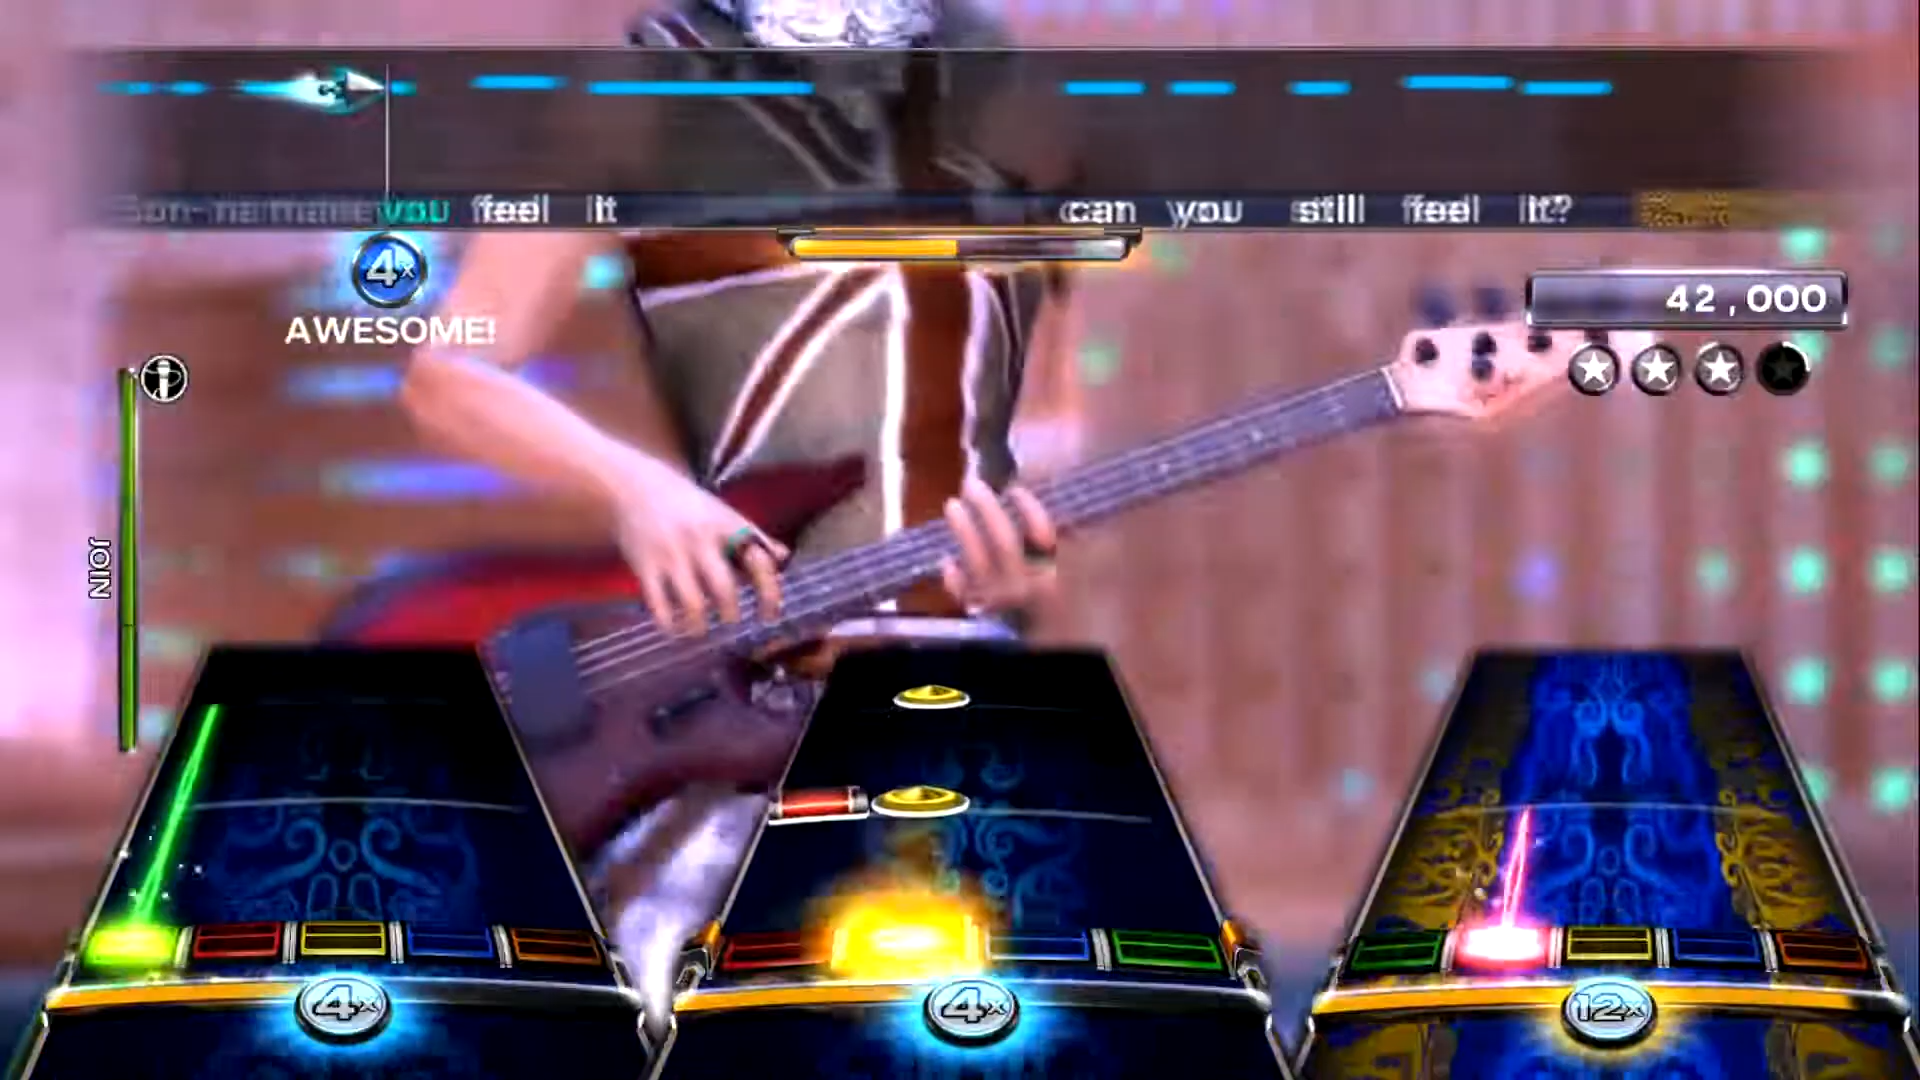 you feel it can you still feel it?
4x
AWESOME!
42,000
JOIN
4x 4x 12x